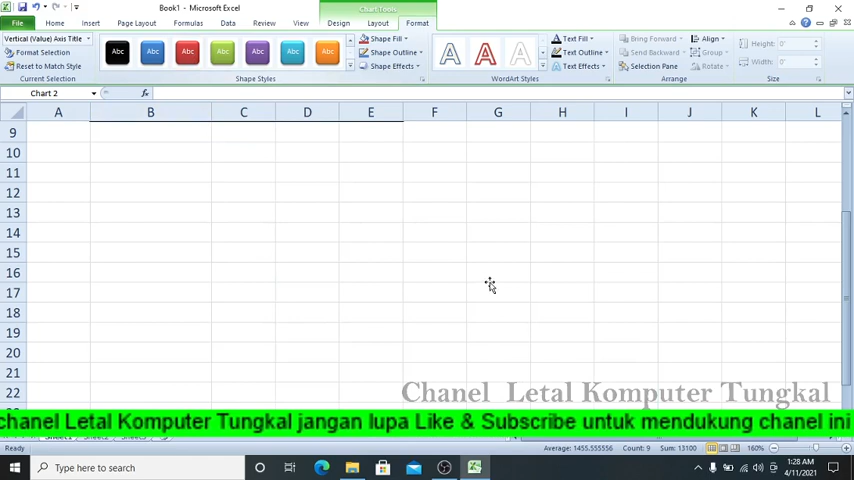 Book1 - Microsoft Excel
Chart Tools
File Home Insert Page Layout Formulas Data Review View Design Layout Format
Vertical (Value) Axis Title
Format Selection
Reset to Match Style
Current Selection
Abc Abc Abc Abc Abc Abc Abc
Shape Fill
Shape Outline
Shape Effects
Shape Styles
A A A
Text Fill
Text Outline
Text Effects
WordArt Styles
Bring Forward
Send Backward
Selection Pane
Align
Group
Rotate
Arrange
Height: 0"
Width: 0"
Size
Chart 2
fx
A B C D E F G H I J K L
9
10
11
12
13
14
15
16
17
18
19
20
21
22
Chanel Letal Komputer Tungkal
chanel Letal Komputer Tungkal jangan lupa Like & Subscribe untuk mendukung chanel ini
Ready
Average: 1455.555556 Count: 9 Sum: 13100 160%
Type here to search
1:28 AM
4/11/2021